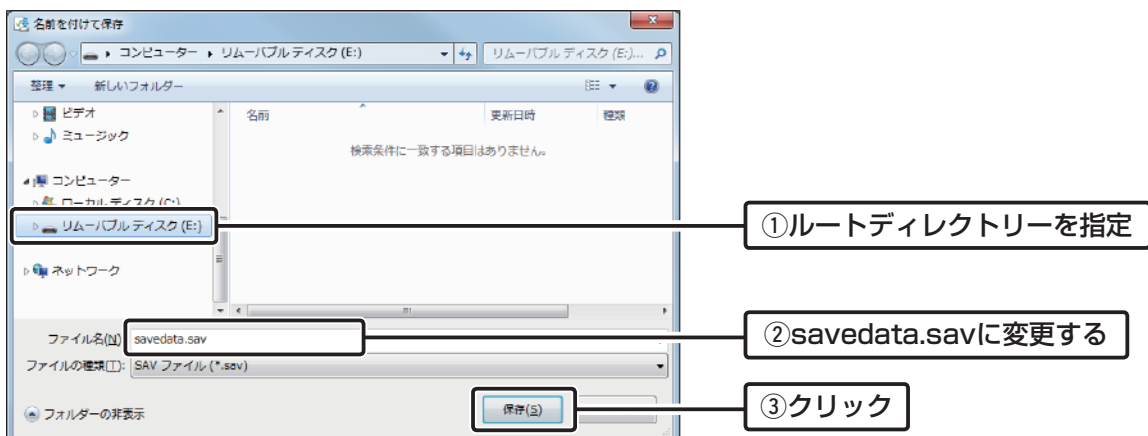 名前を付けて保存
コンピューター ▸ リムーバブル ディスク (E:)
リムーバブル ディスク (E:)...
整理 ▼ 新しいフォルダー
ビデオ
ミュージック
コンピューター
ローカル ディスク (C:)
リムーバブル ディスク (E:)
ネットワーク
名前 更新日時 種類
検索条件に一致する項目はありません。
ファイル名(N) savedata.sav
ファイルの種類(T): SAV ファイル (*.sav)
フォルダーの非表示
保存(S)
①ルートディレクトリーを指定
②savedata.savに変更する
③クリック